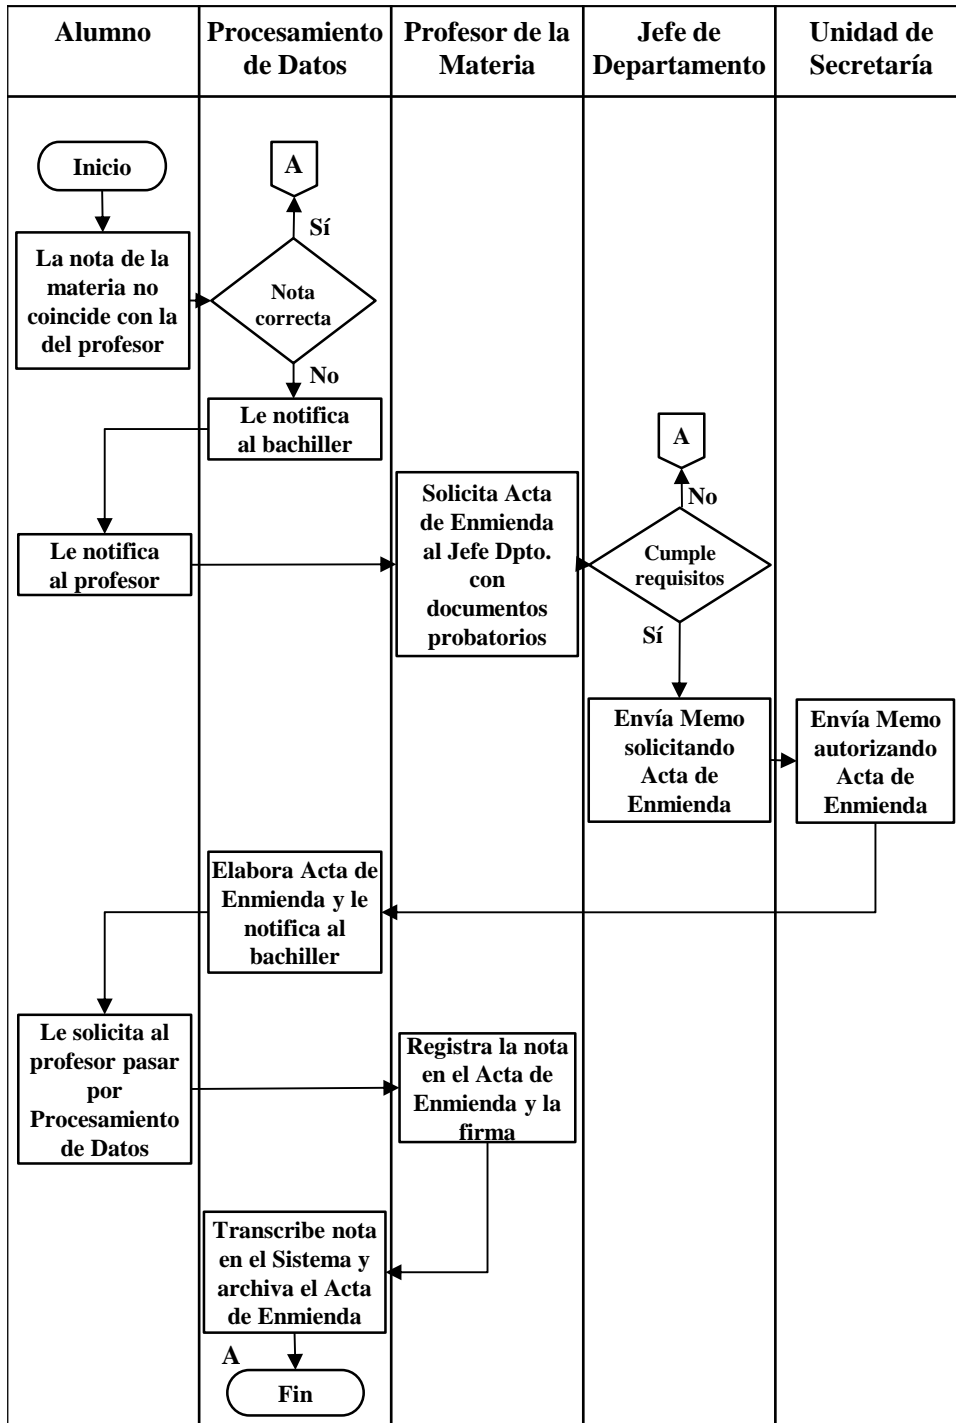 Alumno
Procesamiento
de Datos
Profesor de la
Materia
Jefe de
Departamento
Unidad de
Secretaría
Inicio
A
Sí
La nota de la
materia no
coincide con la
del profesor
Nota
correcta
No
Le notifica
al bachiller
A
No
Le notifica
al profesor
Solicita Acta
de Enmienda
al Jefe Dpto.
con
documentos
probatorios
Cumple
requisitos
Sí
Envía Memo
solicitando
Acta de
Enmienda
Envía Memo
autorizando
Acta de
Enmienda
Elabora Acta de
Enmienda y le
notifica al
bachiller
Le solicita al
profesor pasar
por
Procesamiento
de Datos
Registra la nota
en el Acta de
Enmienda y la
firma
Transcribe nota
en el Sistema y
archiva el Acta
de Enmienda
A
Fin